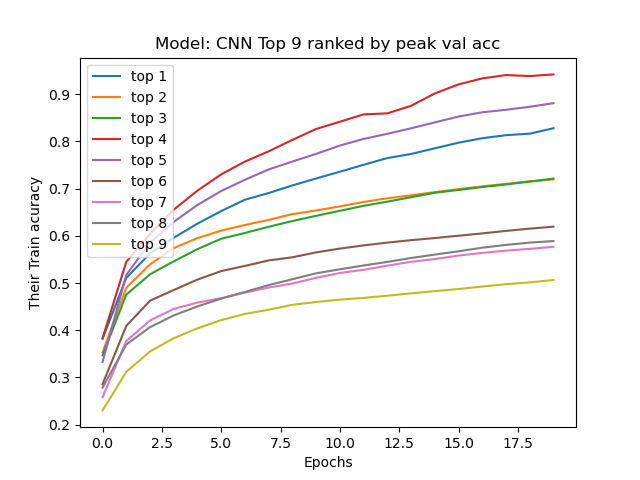 Model: CNN Top 9 ranked by peak val acc
top 1
top 2
top 3
top 4
top 5
top 6
top 7
top 8
top 9
Their Train acuracy
0.9
0.8
0.7
0.6
0.5
0.4
0.3
0.2
0.0 2.5 5.0 7.5 10.0 12.5 15.0 17.5
Epochs